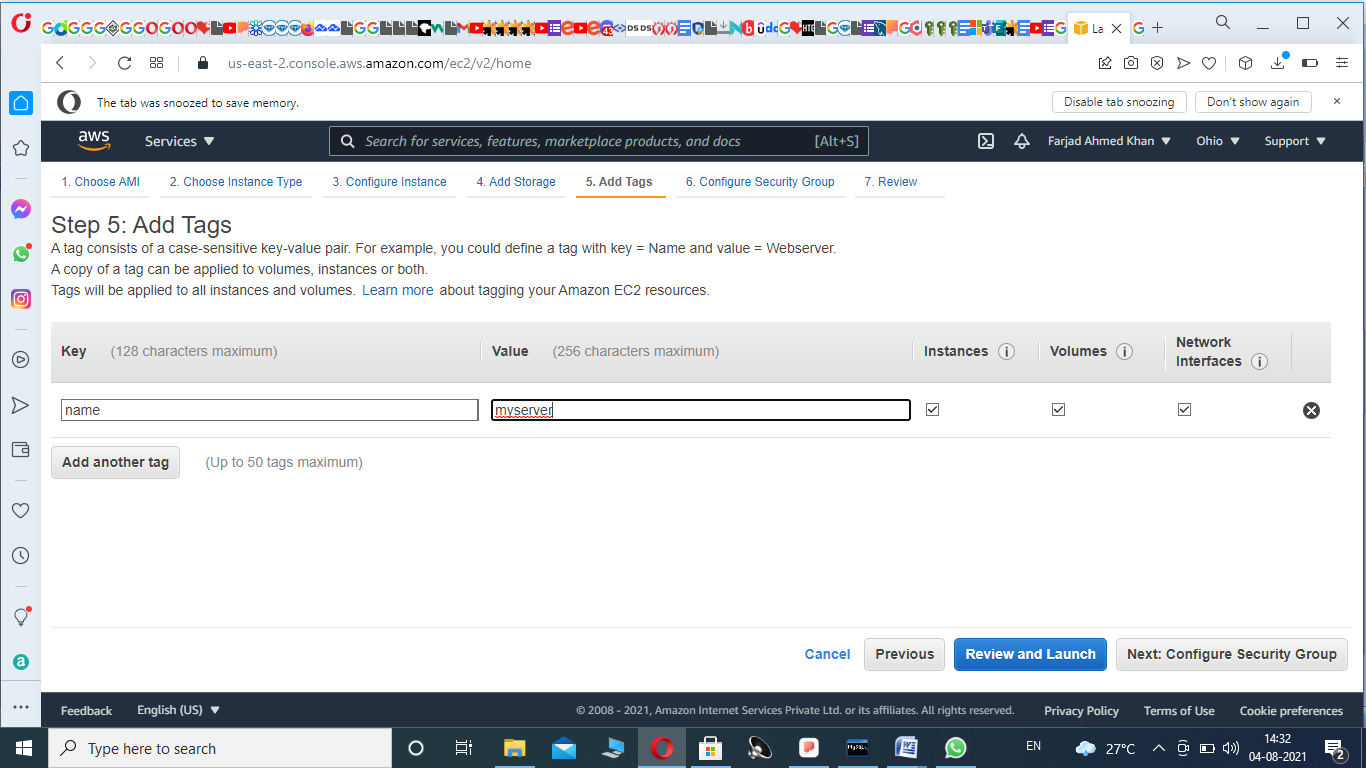 La
us-east-2.console.aws.amazon.com/ec2/v2/home
The tab was snoozed to save memory.
Disable tab snoozing
Don't show again
aws
Services
Search for services, features, marketplace products, and docs
[Alt+S]
Farjad Ahmed Khan
Ohio
Support
1. Choose AMI
2. Choose Instance Type
3. Configure Instance
4. Add Storage
5. Add Tags
6. Configure Security Group
7. Review
Step 5: Add Tags
A tag consists of a case-sensitive key-value pair. For example, you could define a tag with key = Name and value = Webserver.
A copy of a tag can be applied to volumes, instances or both.
Tags will be applied to all instances and volumes. Learn more about tagging your Amazon EC2 resources.
Key (128 characters maximum)
Value (256 characters maximum)
Instances
Volumes
Network
Interfaces
name
myserver
Add another tag
(Up to 50 tags maximum)
Cancel
Previous
Review and Launch
Next: Configure Security Group
Feedback
English (US)
© 2008 - 2021, Amazon Internet Services Private Ltd. or its affiliates. All rights reserved.
Privacy Policy
Terms of Use
Cookie preferences
Type here to search
EN
27°C
14:32
04-08-2021
2